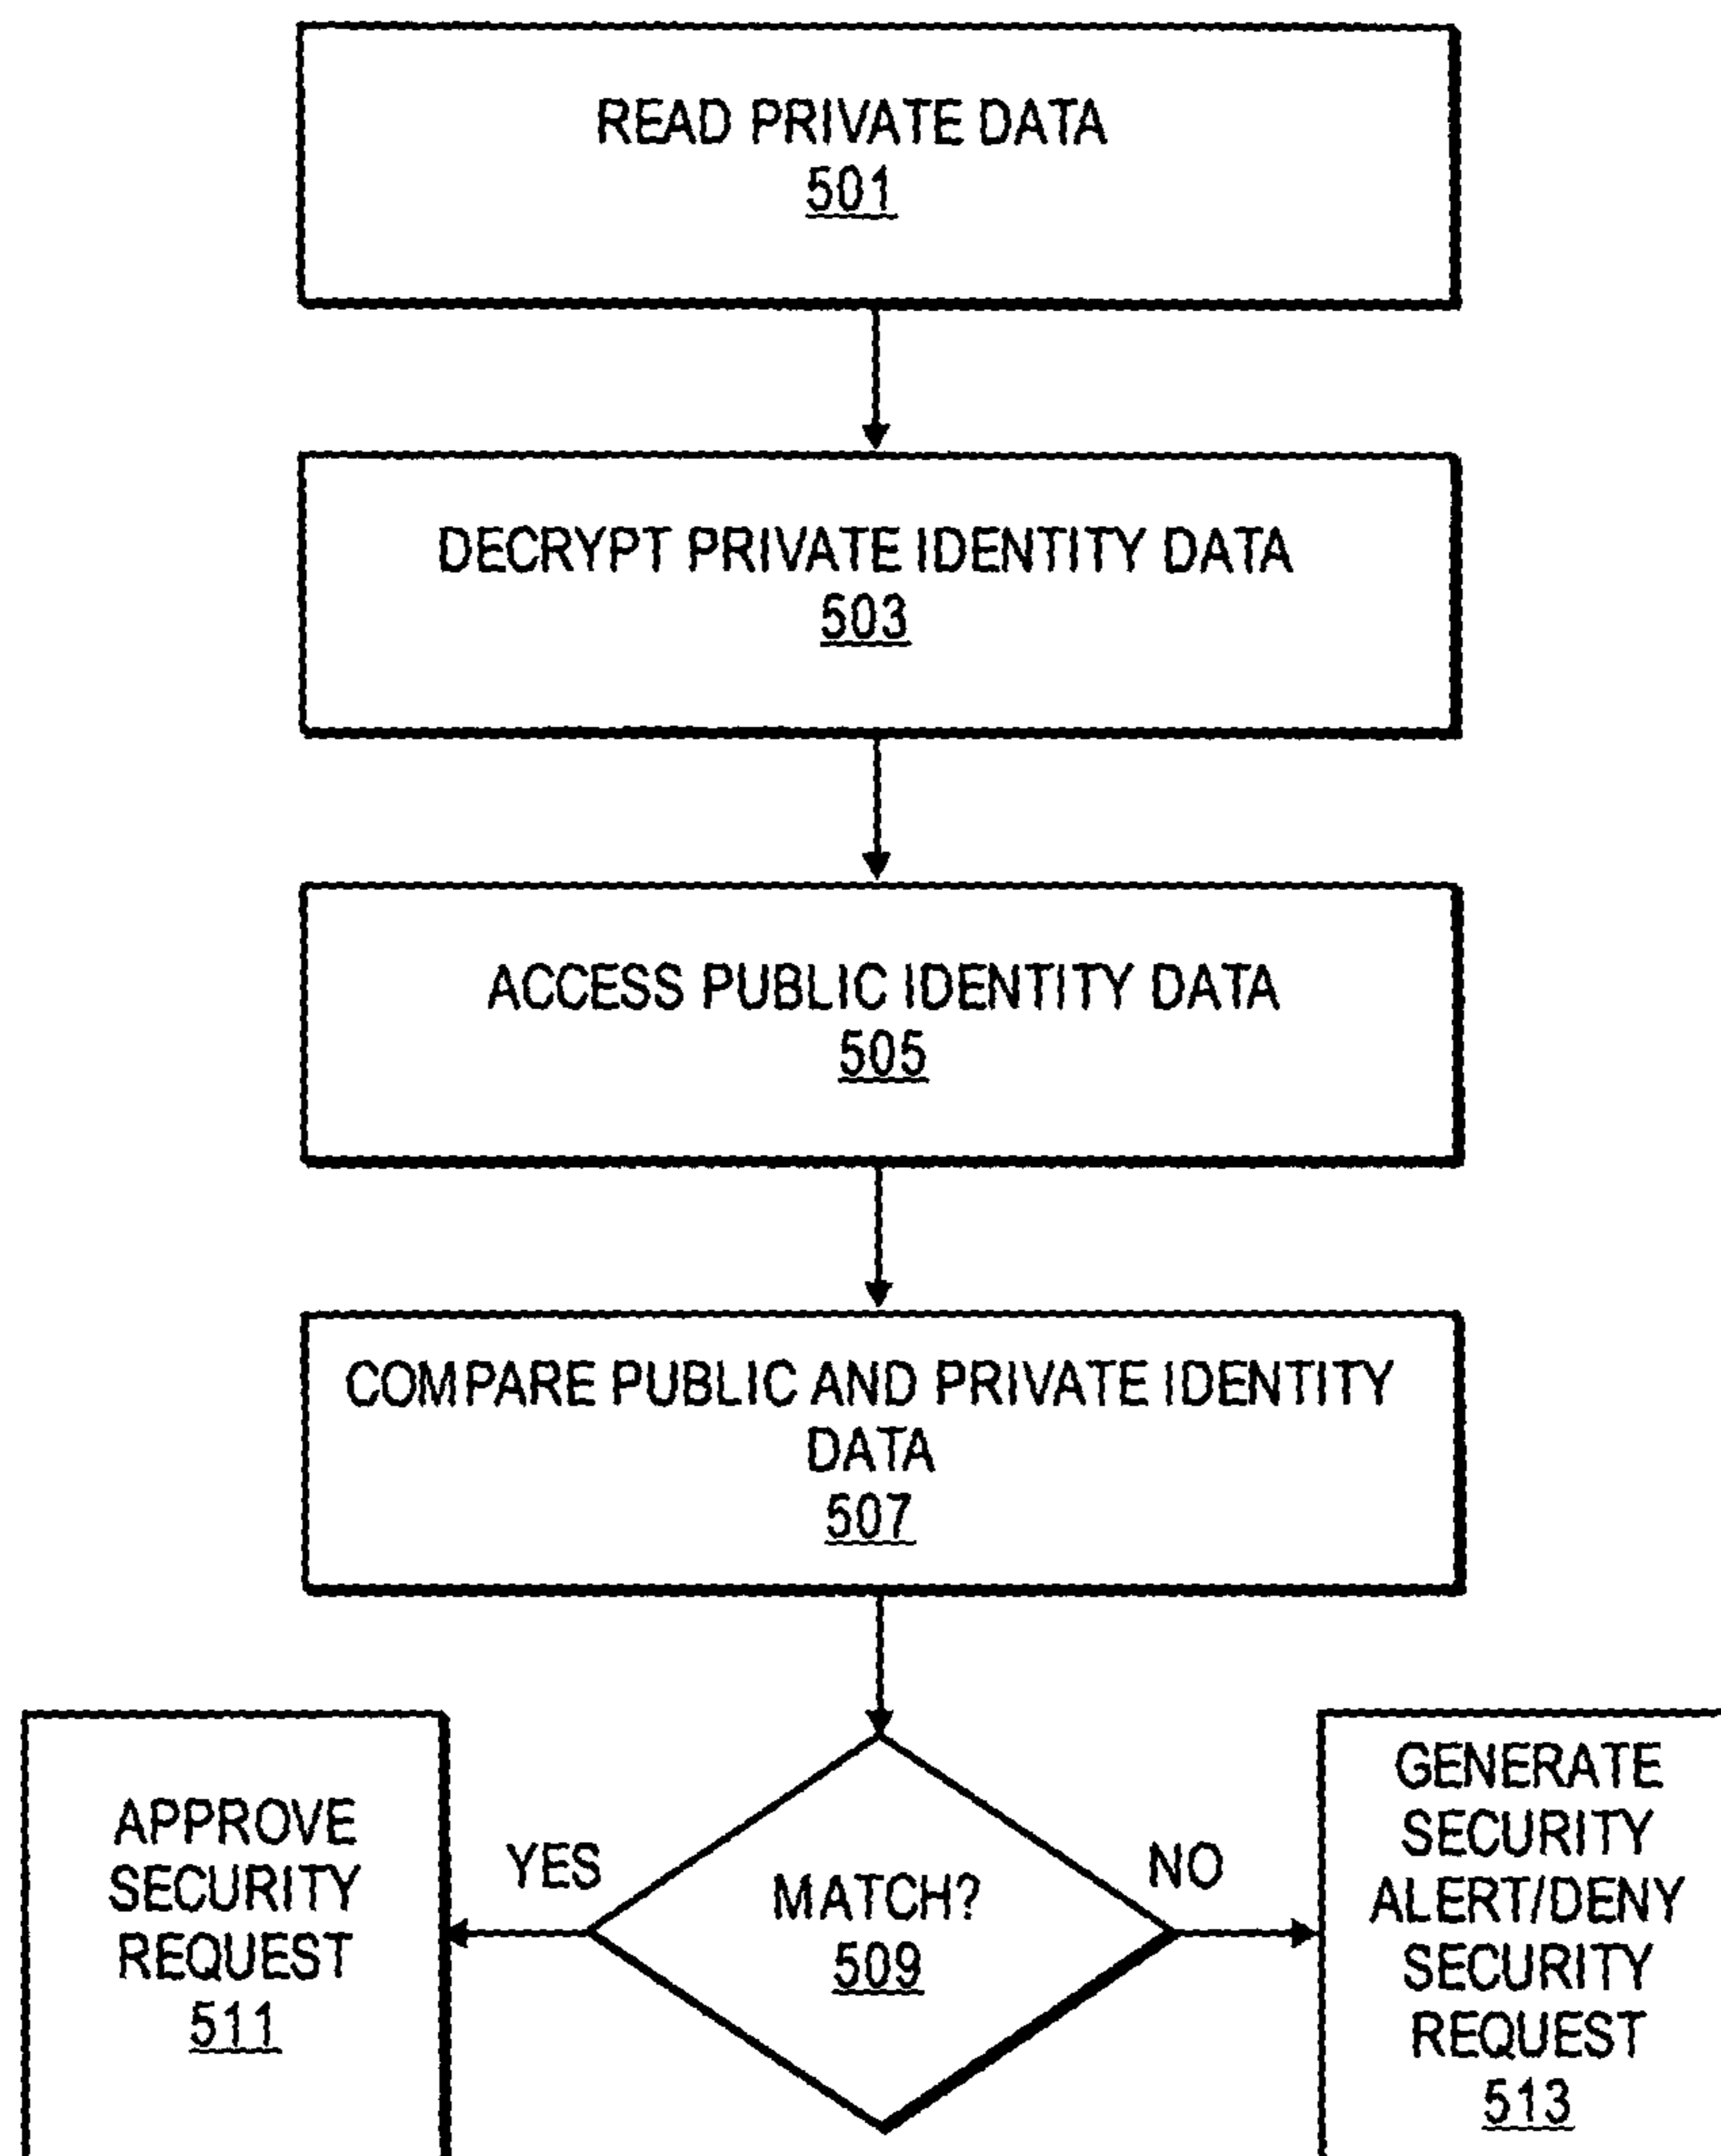 READ PRIVATE DATA
501
DECRYPT PRIVATE IDENTITY DATA
503
ACCESS PUBLIC IDENTITY DATA
505
COMPARE PUBLIC AND PRIVATE IDENTITY
DATA
507
APPROVE
SECURITY
REQUEST
511
YES
MATCH?
509
NO
GENERATE
SECURITY
ALERT/DENY
SECURITY
REQUEST
513